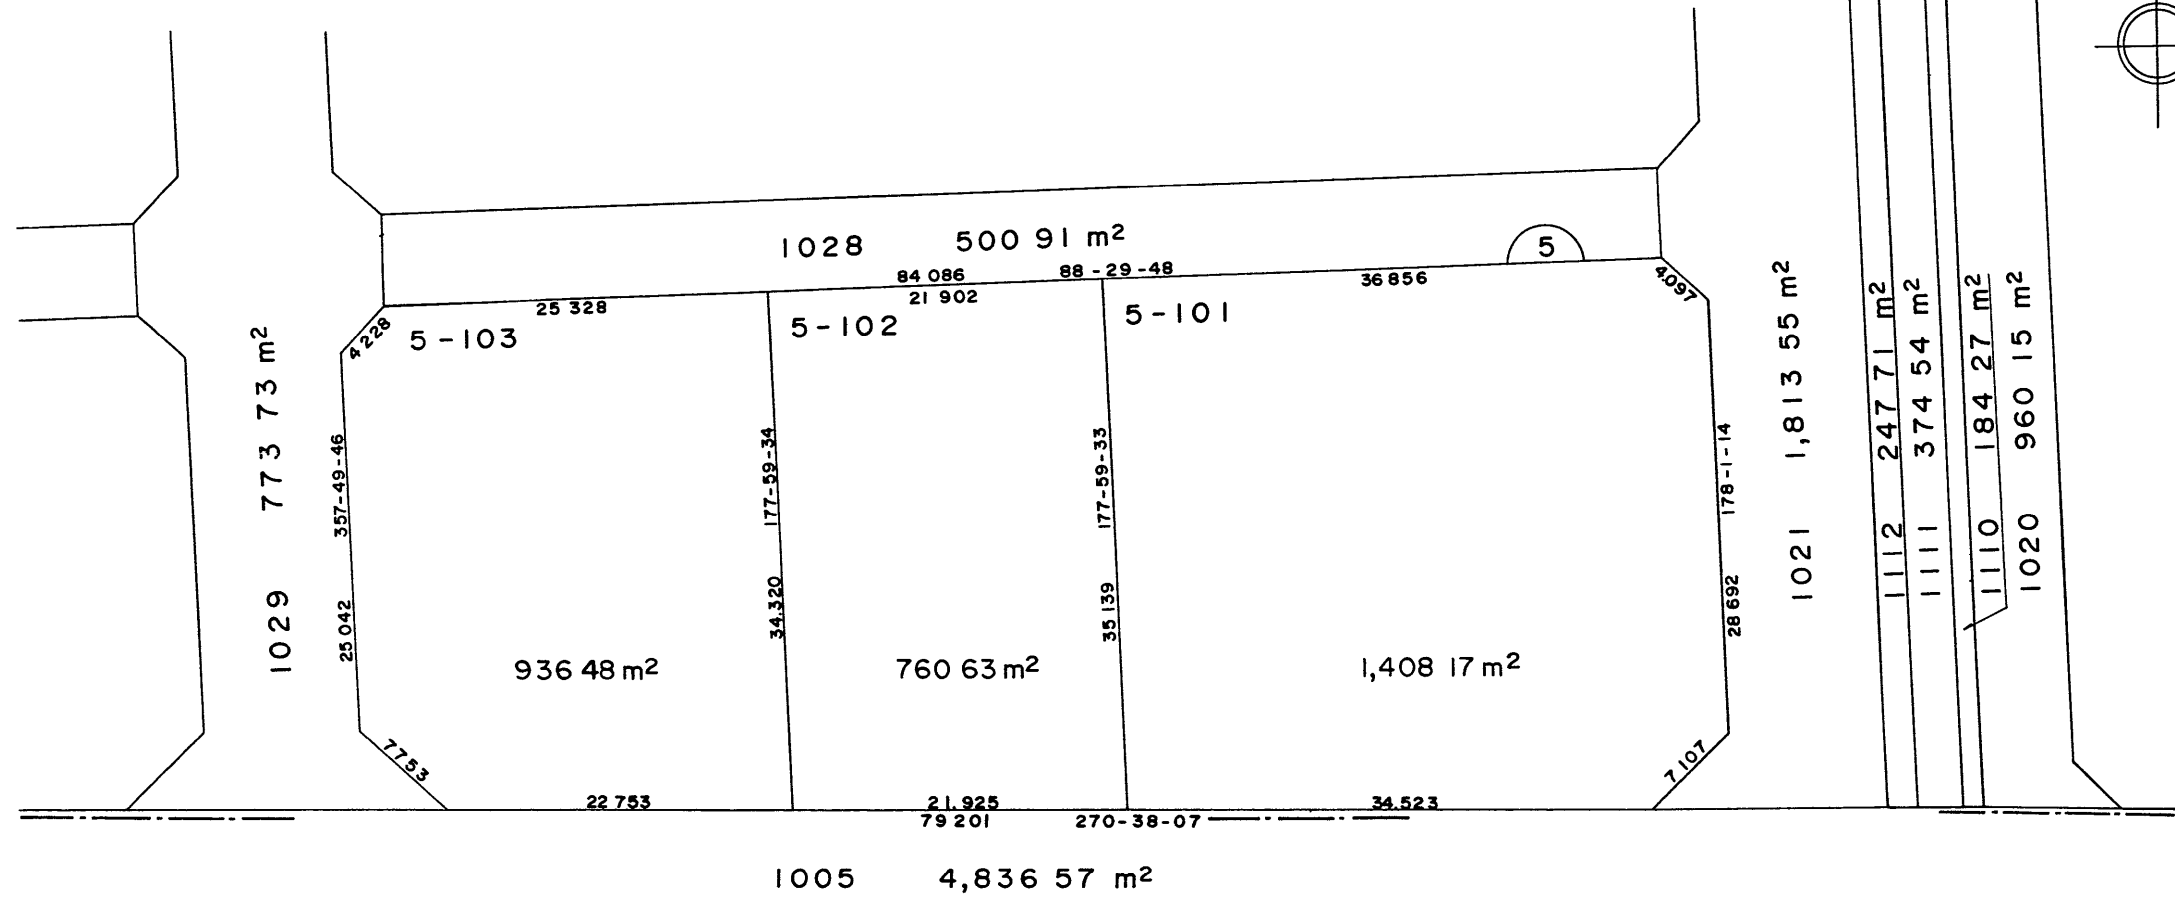 1028 500 91 m²
5
84 086 88-29-48
25 328 21 902 36 856
4 228 5-103 5-102 5-101 4.097
1029 773 73 m²
357-49-46
25 042
177-59-34
34.320
177-59-33
35 139
178-1-14
28 692
1021 1,813 55 m²
1112 247 71 m²
1111 374 54 m²
1110 184 27 m²
1020 960 15 m²
936 48 m² 760 63 m² 1,408 17 m²
7 753 7 107
22 753 21.925 34.523
79 201 270-38-07
1005 4,836 57 m²